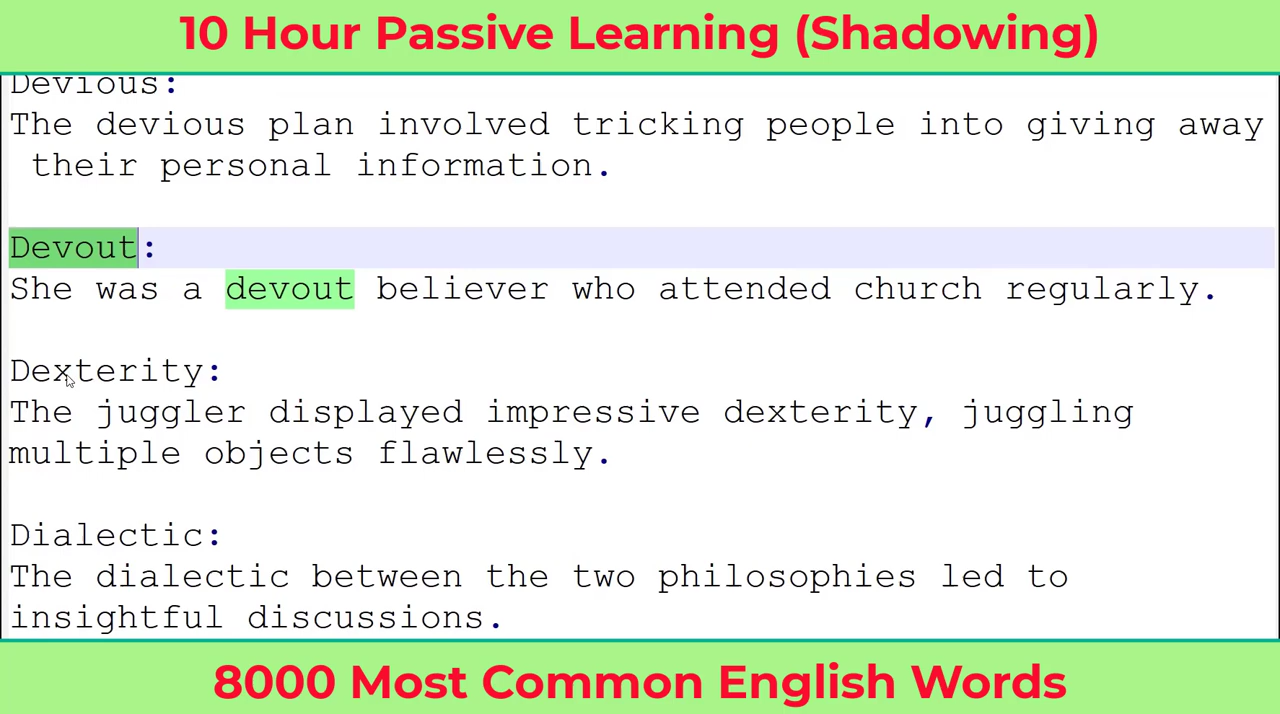 10 Hour Passive Learning (Shadowing)
Devious:
The devious plan involved tricking people into giving away
their personal information.
Devout:
She was a devout believer who attended church regularly.
Dexterity:
The juggler displayed impressive dexterity, juggling
multiple objects flawlessly.
Dialectic:
The dialectic between the two philosophies led to
insightful discussions.
8000 Most Common English Words